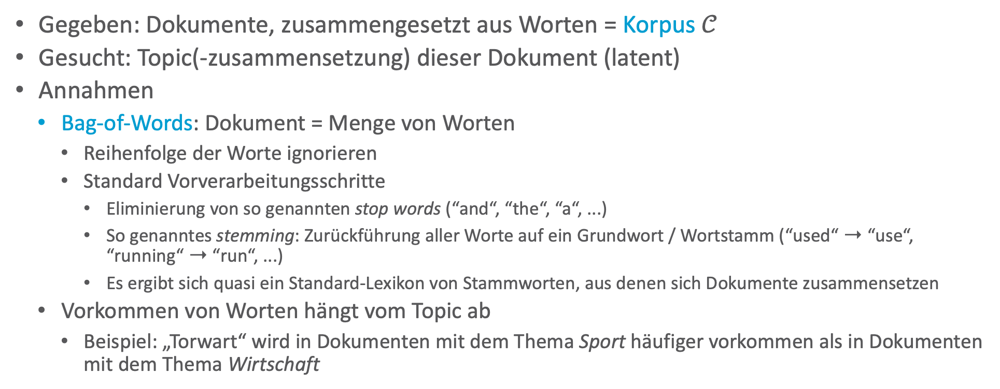 • Gegeben: Dokumente, zusammengesetzt aus Worten = Korpus 𝒞
• Gesucht: Topic(-zusammensetzung) dieser Dokument (latent)
• Annahmen
• Bag-of-Words: Dokument = Menge von Worten
• Reihenfolge der Worte ignorieren
• Standard Vorverarbeitungsschritte
• Eliminierung von so genannten stop words (“and“, “the“, “a“, ...)
• So genanntes stemming: Zurückführung aller Worte auf ein Grundwort / Wortstamm (“used“ → “use“,
“running“ → “run“, ...)
• Es ergibt sich quasi ein Standard-Lexikon von Stammworten, aus denen sich Dokumente zusammensetzen
• Vorkommen von Worten hängt vom Topic ab
• Beispiel: „Torwart“ wird in Dokumenten mit dem Thema Sport häufiger vorkommen als in Dokumenten
mit dem Thema Wirtschaft